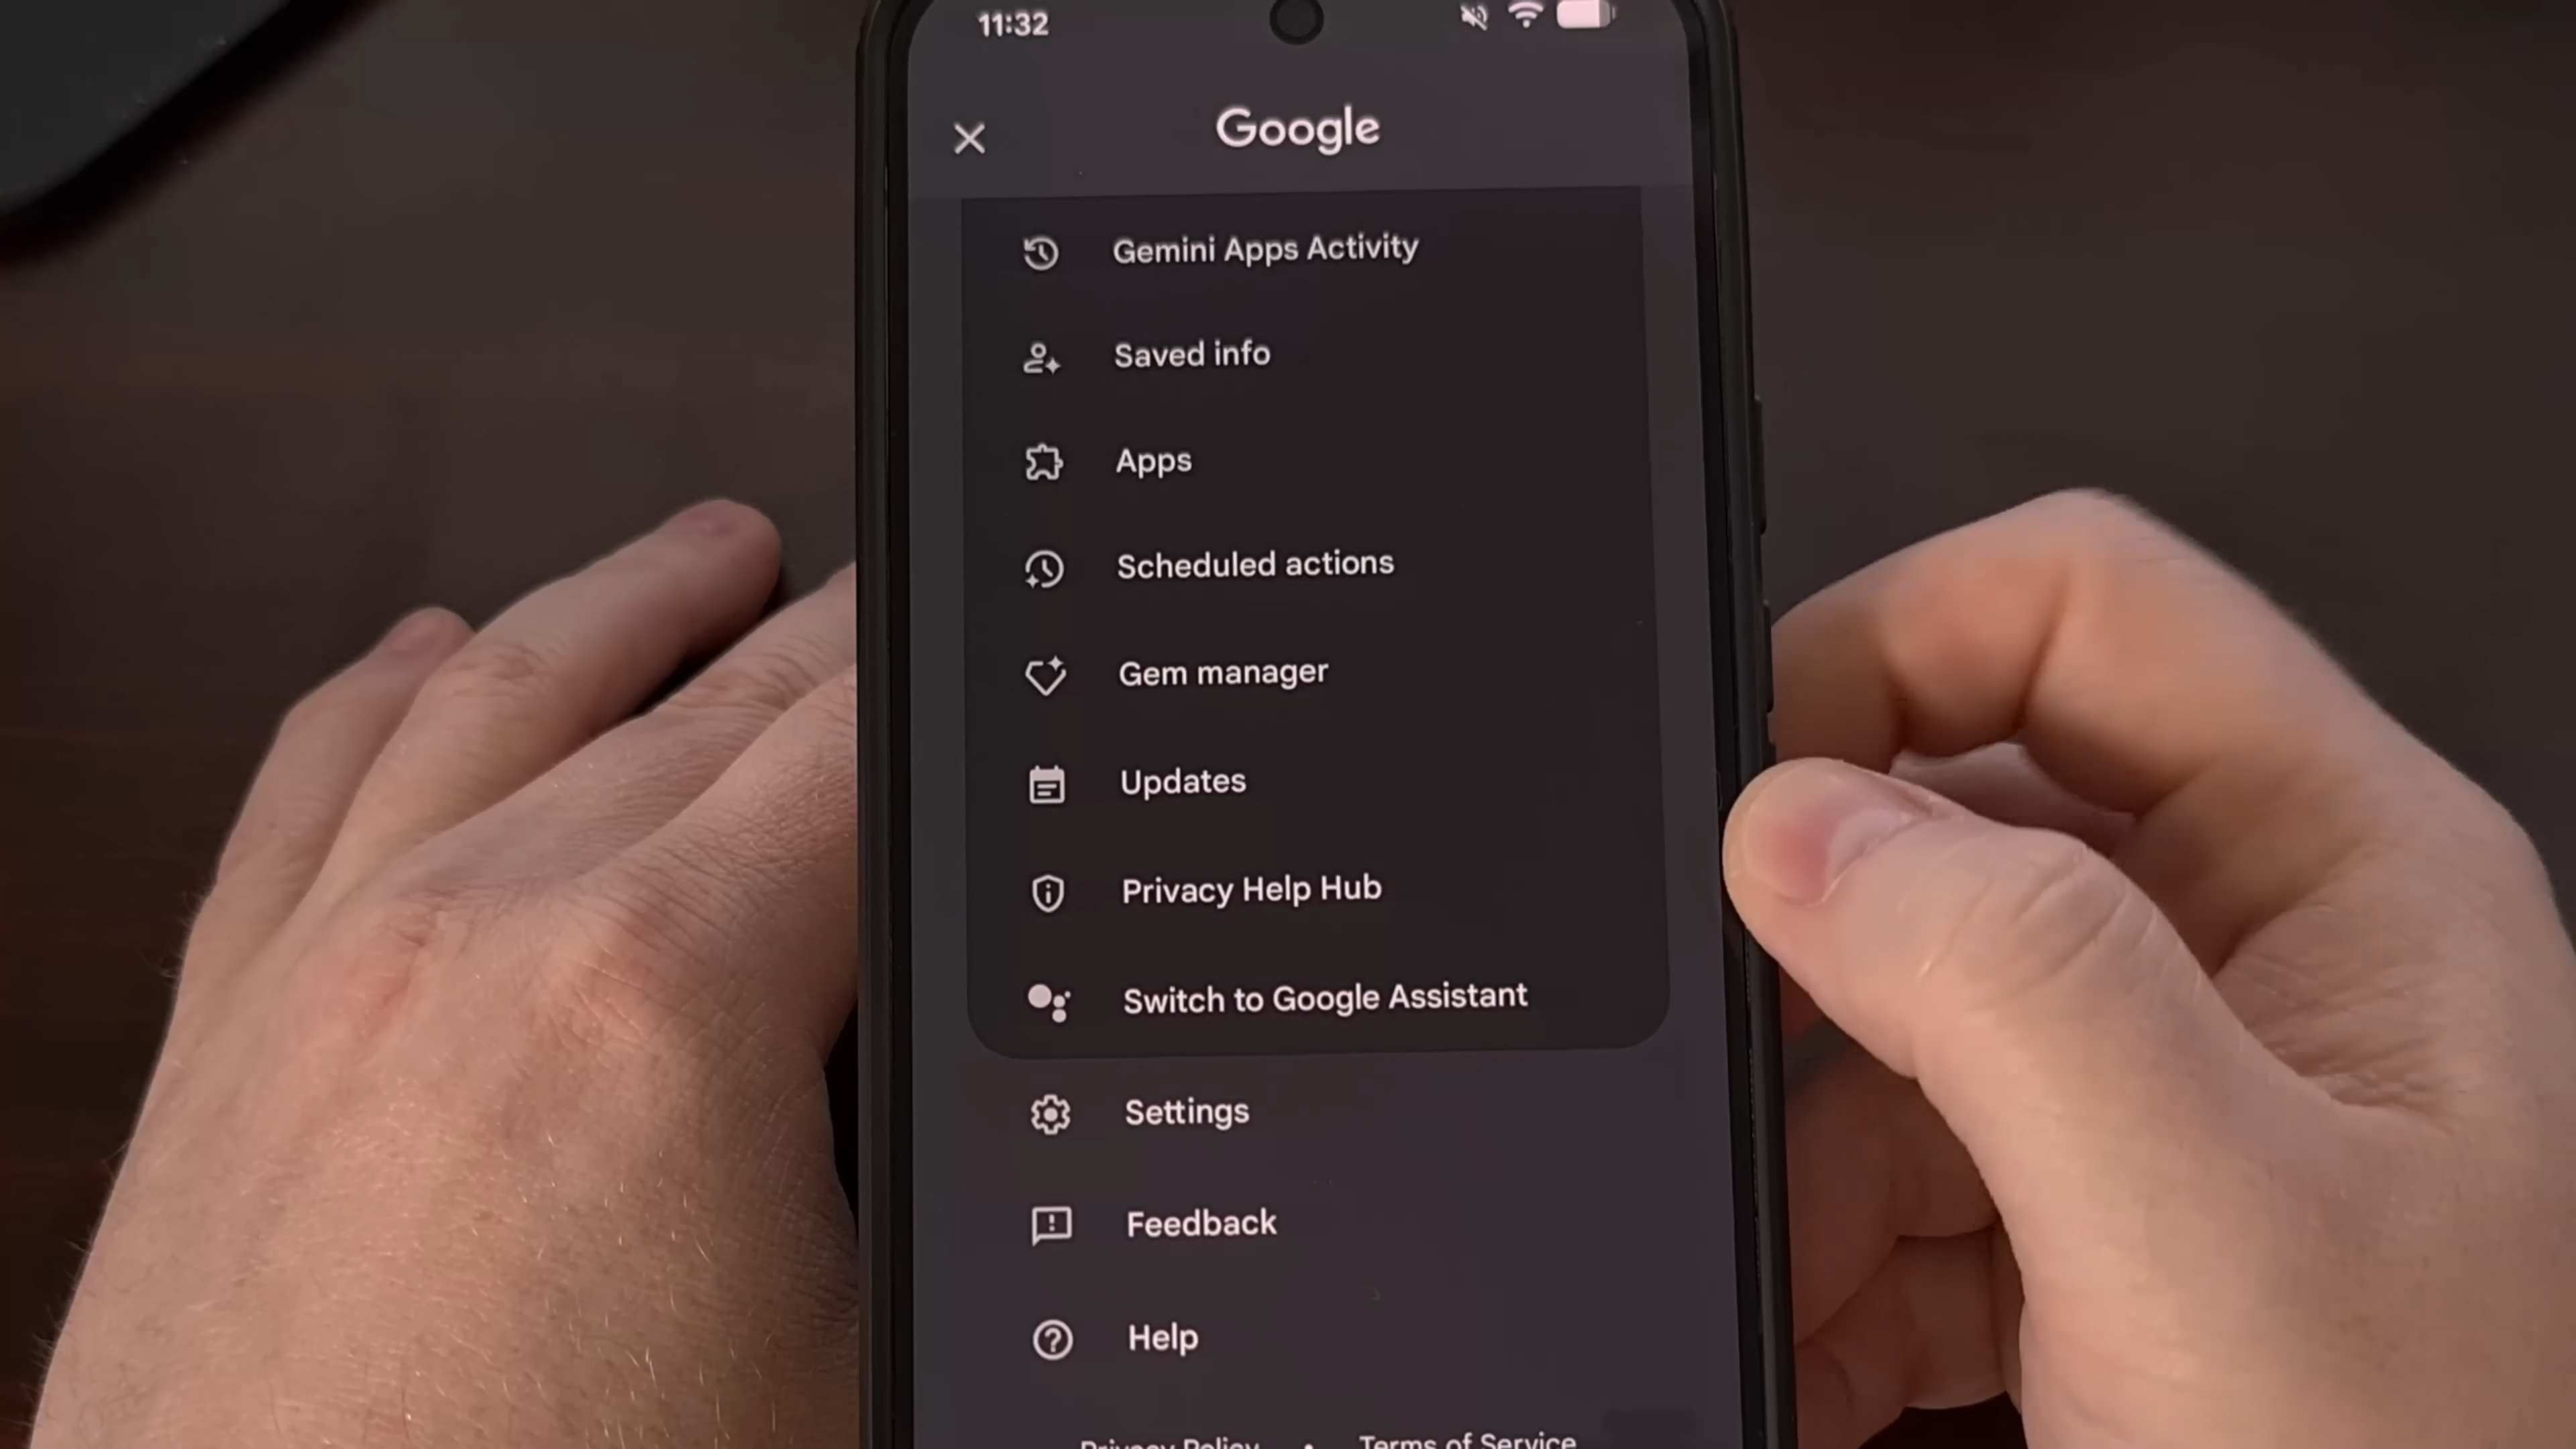 11:32
Google
Gemini Apps Activity
Saved info
Apps
Scheduled actions
Gem manager
Updates
Privacy Help Hub
Switch to Google Assistant
Settings
Feedback
Help
Privacy Policy • Terms of Service